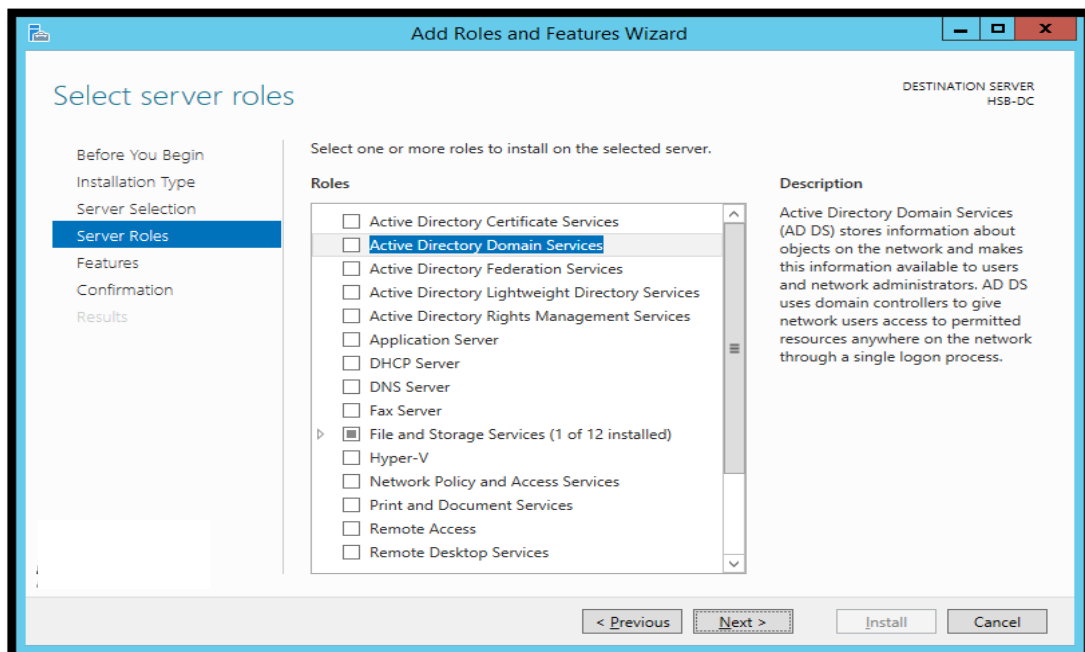 Add Roles and Features Wizard
Select server roles
DESTINATION SERVER
HSB-DC
Before You Begin
Installation Type
Server Selection
Server Roles
Features
Confirmation
Results
Select one or more roles to install on the selected server.
Roles
Active Directory Certificate Services
Active Directory Domain Services
Active Directory Federation Services
Active Directory Lightweight Directory Services
Active Directory Rights Management Services
Application Server
DHCP Server
DNS Server
Fax Server
File and Storage Services (1 of 12 installed)
Hyper-V
Network Policy and Access Services
Print and Document Services
Remote Access
Remote Desktop Services
Description
Active Directory Domain Services
(AD DS) stores information about
objects on the network and makes
this information available to users
and network administrators. AD DS
uses domain controllers to give
network users access to permitted
resources anywhere on the network
through a single logon process.
< Previous
Next >
Install
Cancel